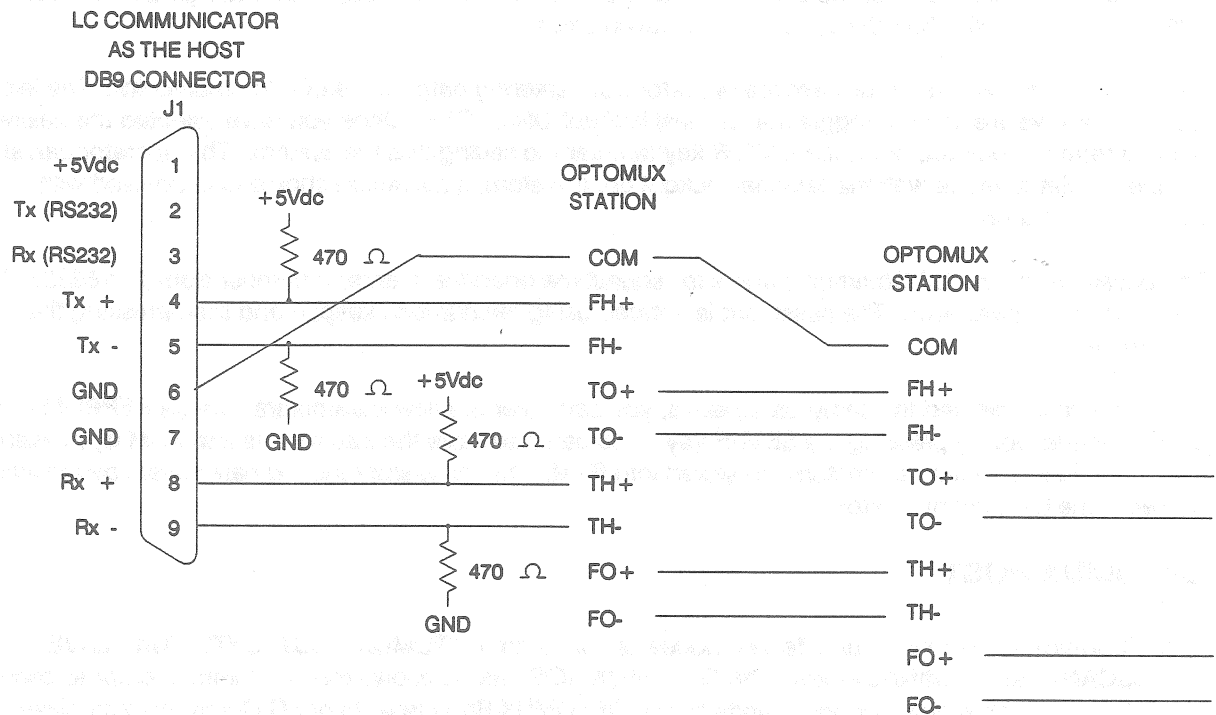 LC COMMUNICATOR
AS THE HOST
DB9 CONNECTOR
J1
+5Vdc 1
Tx (RS232) 2
Rx (RS232) 3
Tx + 4
Tx - 5
GND 6
GND 7
Rx + 8
Rx - 9
+5Vdc
470 Ω
470 Ω
GND
+5Vdc
470 Ω
470 Ω
GND
OPTOMUX
STATION
COM
FH+
FH-
TO+
TO-
TH+
TH-
FO+
FO-
OPTOMUX
STATION
COM
FH+
FH-
TO+
TO-
TH+
TH-
FO+
FO-